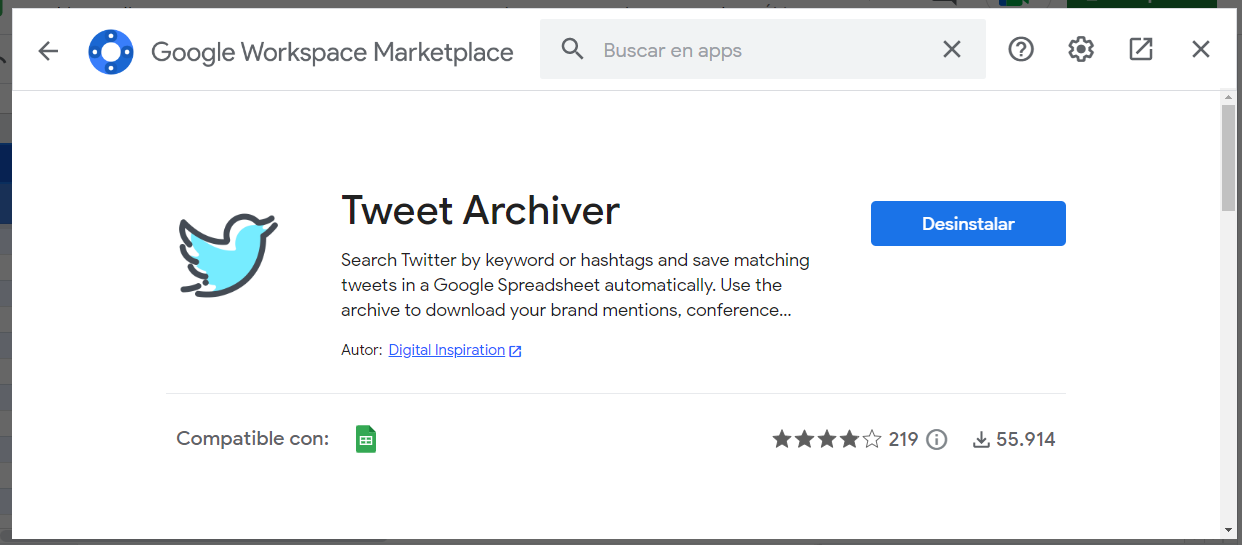 Google Workspace Marketplace
Buscar en apps
Tweet Archiver
Desinstalar
Search Twitter by keyword or hashtags and save matching
tweets in a Google Spreadsheet automatically. Use the
archive to download your brand mentions, conference...
Autor: Digital Inspiration
Compatible con:
219
55.914